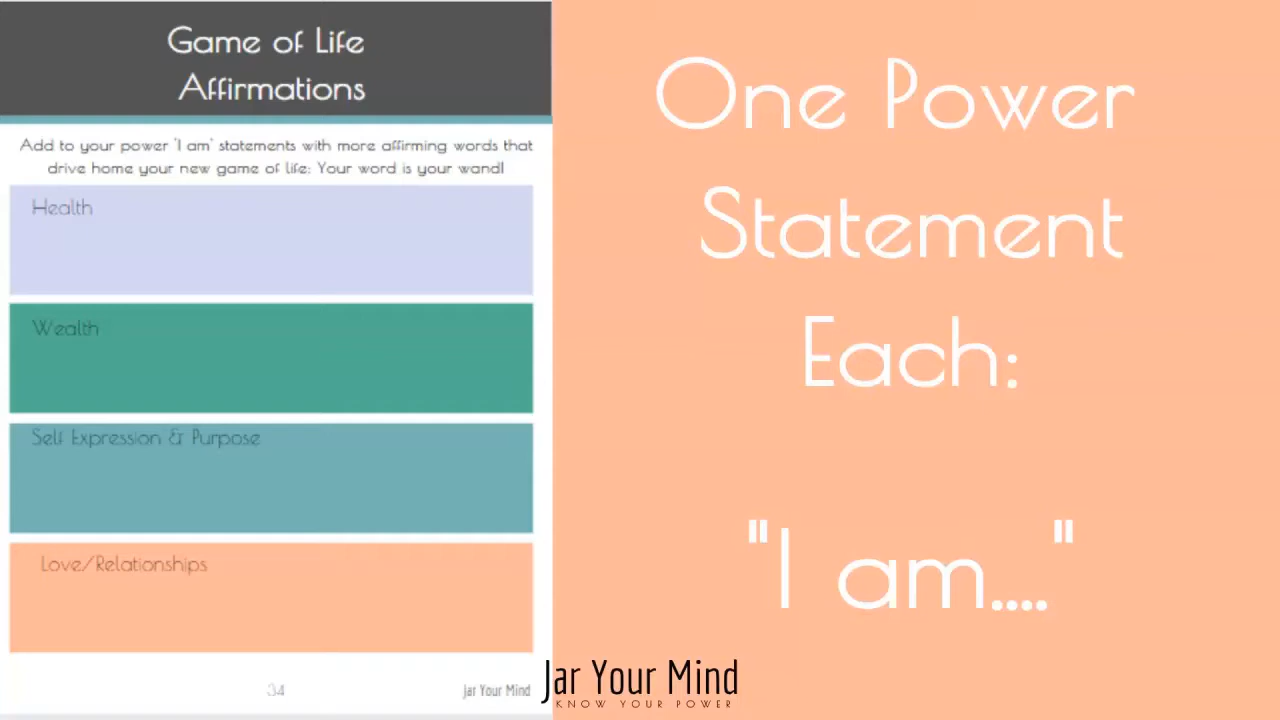 Game of Life
Affirmations
Add to your power 'I am' statements with more affirming words that
drive home your new game of life: Your word is your wand!
Health
Wealth
Self Expression & Purpose
Love/Relationships
34
Jar Your Mind
One Power
Statement
Each:
"I am...."
Jar Your Mind
KNOW YOUR POWER